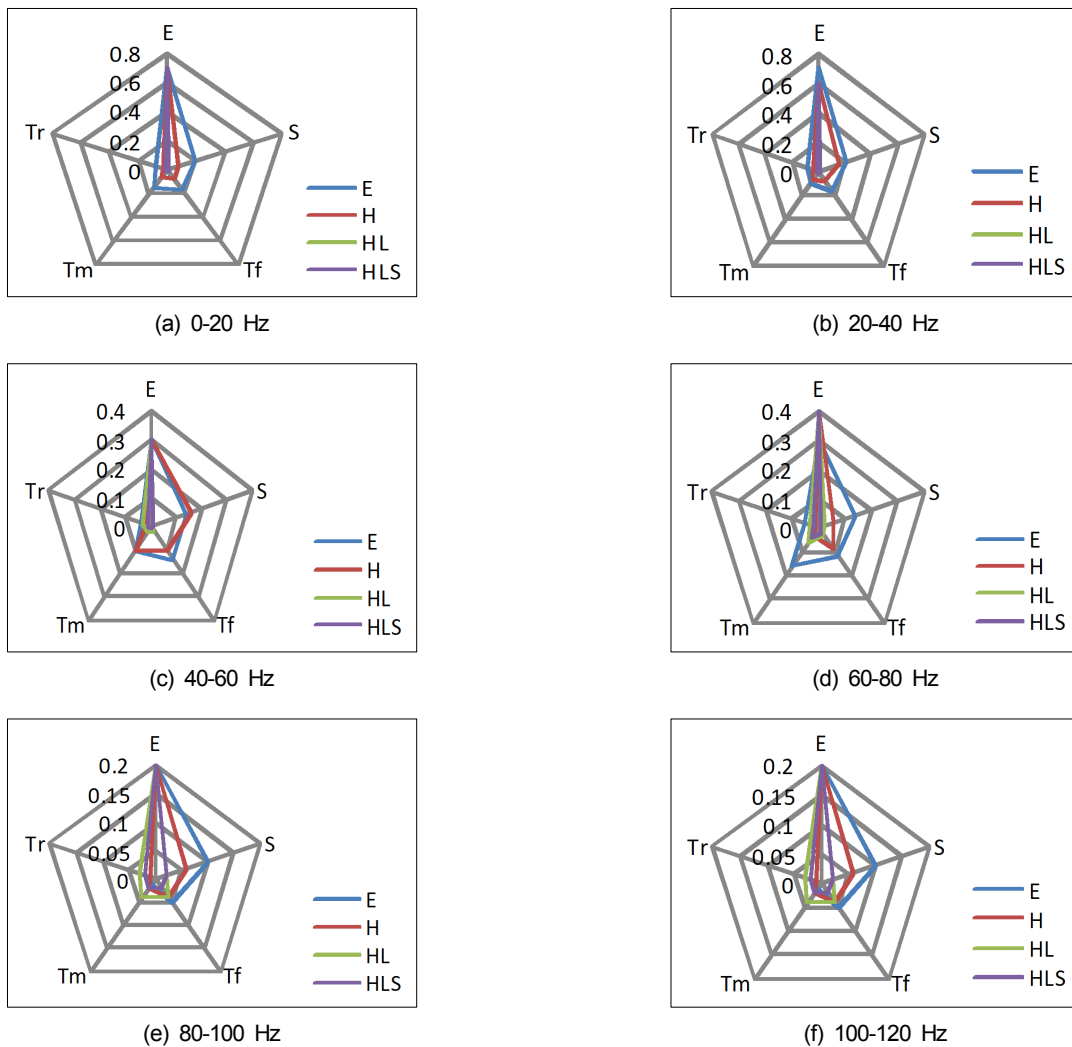 E
0.8
0.6
0.4
0.2
0
Tr
S
Tm
Tf
E
H
HL
HLS
(a) 0-20 Hz
E
0.8
0.6
0.4
0.2
0
Tr
S
Tm
Tf
E
H
HL
HLS
(b) 20-40 Hz
E
0.4
0.3
0.2
0.1
0
Tr
S
Tm
Tf
E
H
HL
HLS
(c) 40-60 Hz
E
0.4
0.3
0.2
0.1
0
Tr
S
Tm
Tf
E
H
HL
HLS
(d) 60-80 Hz
E
0.2
0.15
0.1
0.05
0
Tr
S
Tm
Tf
E
H
HL
HLS
(e) 80-100 Hz
E
0.2
0.15
0.1
0.05
0
Tr
S
Tm
Tf
E
H
HL
HLS
(f) 100-120 Hz